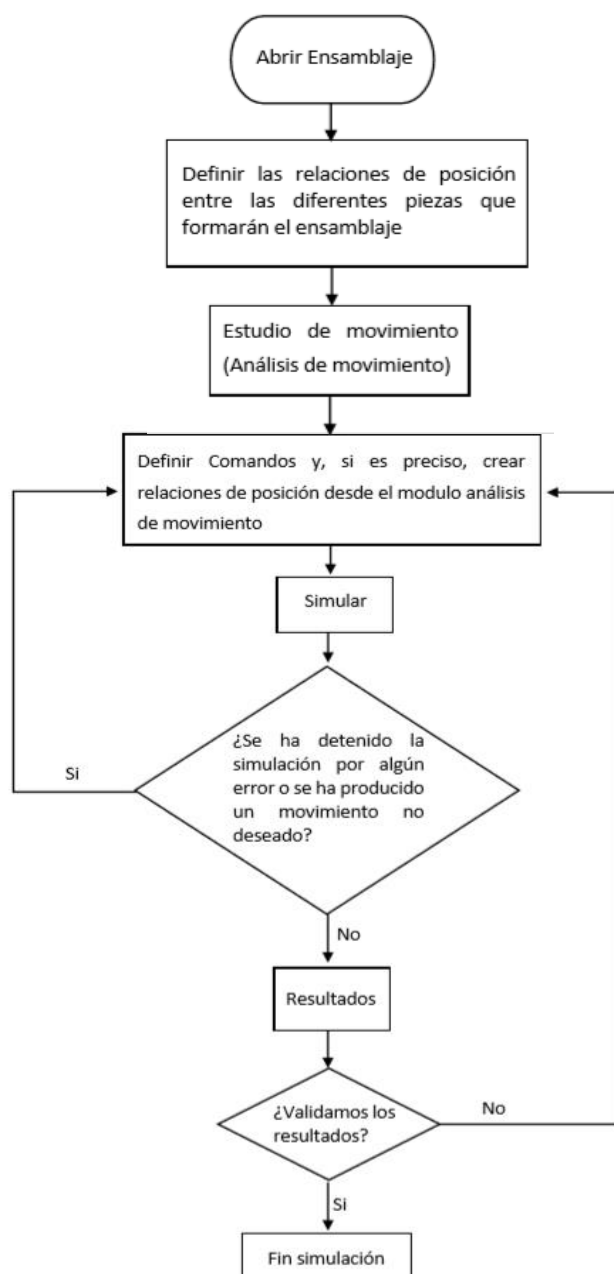 Abrir Ensamblaje
Definir las relaciones de posición
entre las diferentes piezas que
formarán el ensamblaje
Estudio de movimiento
(Análisis de movimiento)
Definir Comandos y, si es preciso, crear
relaciones de posición desde el modulo análisis
de movimiento
Simular
¿Se ha detenido la
simulación por algún
error o se ha producido
un movimiento no
deseado?
Si
No
Resultados
¿Validamos los
resultados?
No
Si
Fin simulación